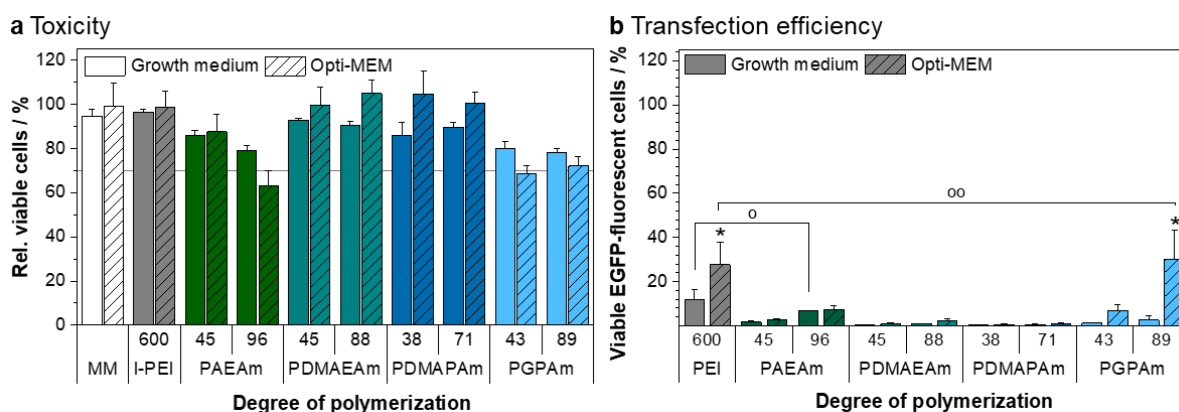 a Toxicity
Rel. viable cells / %
120
100
80
60
40
20
0
Growth medium
Opti-MEM
600 45 96 45 88 38 71 43 89
MM l-PEI PAEAm PDMAEAm PDMAPAm PGPAm
Degree of polymerization
b Transfection efficiency
Viable EGFP-fluorescent cells / %
120
100
80
60
40
20
Growth medium
Opti-MEM
oo
o
*
*
600 45 96 45 88 38 71 43 89
PEI PAEAm PDMAEAm PDMAPAm PGPAm
Degree of polymerization